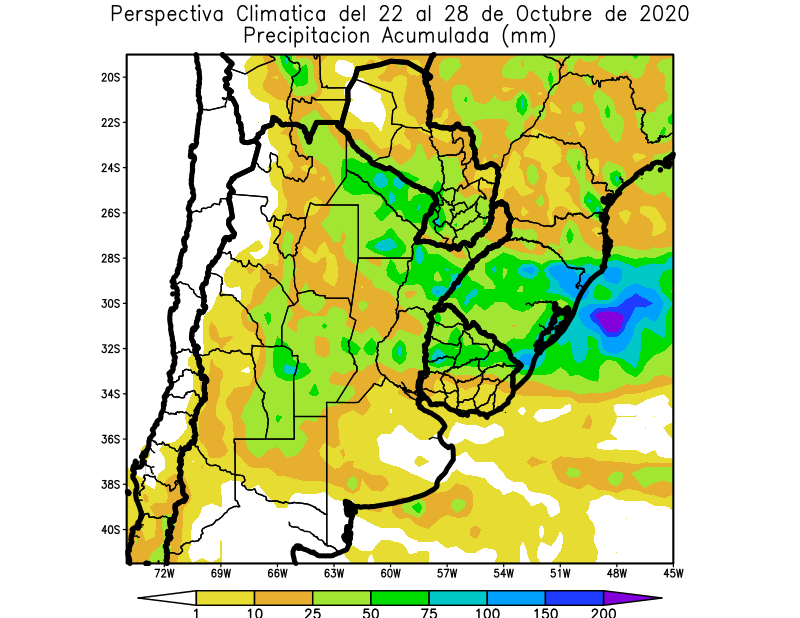 Perspectiva Climatica del 22 al 28 de Octubre de 2020
Precipitacion Acumulada (mm)
20S
22S
24S
26S
28S
30S
32S
34S
36S
38S
40S
72W 69W 66W 63W 60W 57W 54W 51W 48W 45W
1 10 25 50 75 100 150 200